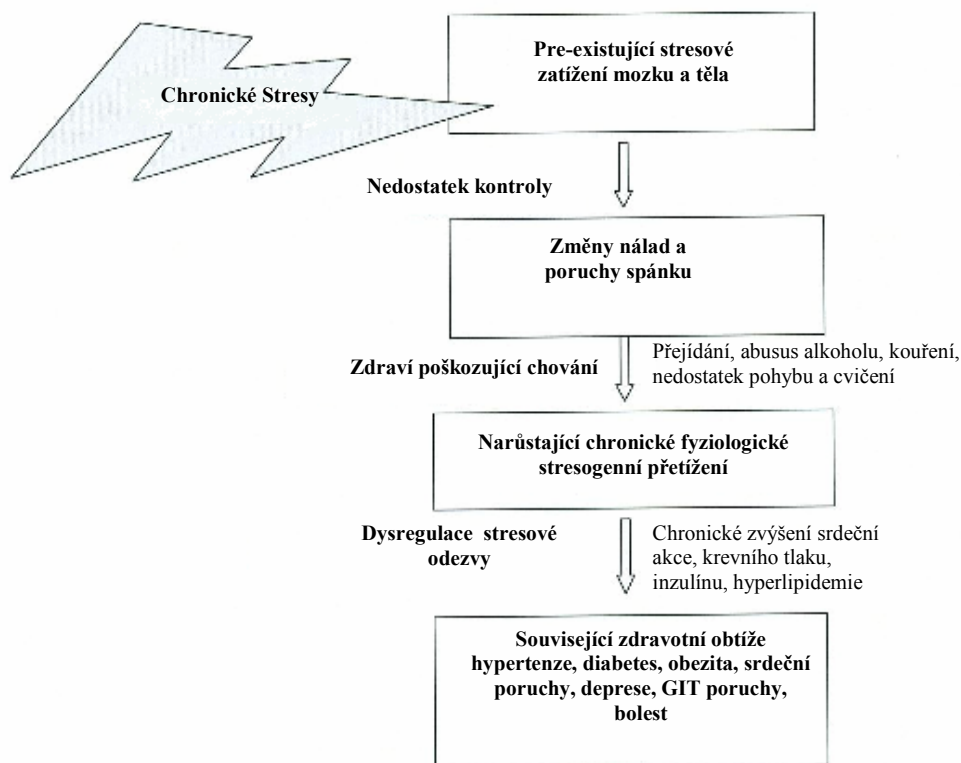 Pre-existující stresové
zatížení mozku a těla
Chronické Stresy
Nedostatek kontroly
Změny nálad a
poruchy spánku
Zdraví poškozující chování
Přejídání, abusus alkoholu, kouření,
nedostatek pohybu a cvičení
Narůstající chronické fyziologické
stresogenní přetížení
Dysregulace stresové
odezvy
Chronické zvýšení srdeční
akce, krevního tlaku,
inzulínu, hyperlipidemie
Související zdravotní obtíže
hypertenze, diabetes, obezita, srdeční
poruchy, deprese, GIT poruchy,
bolest